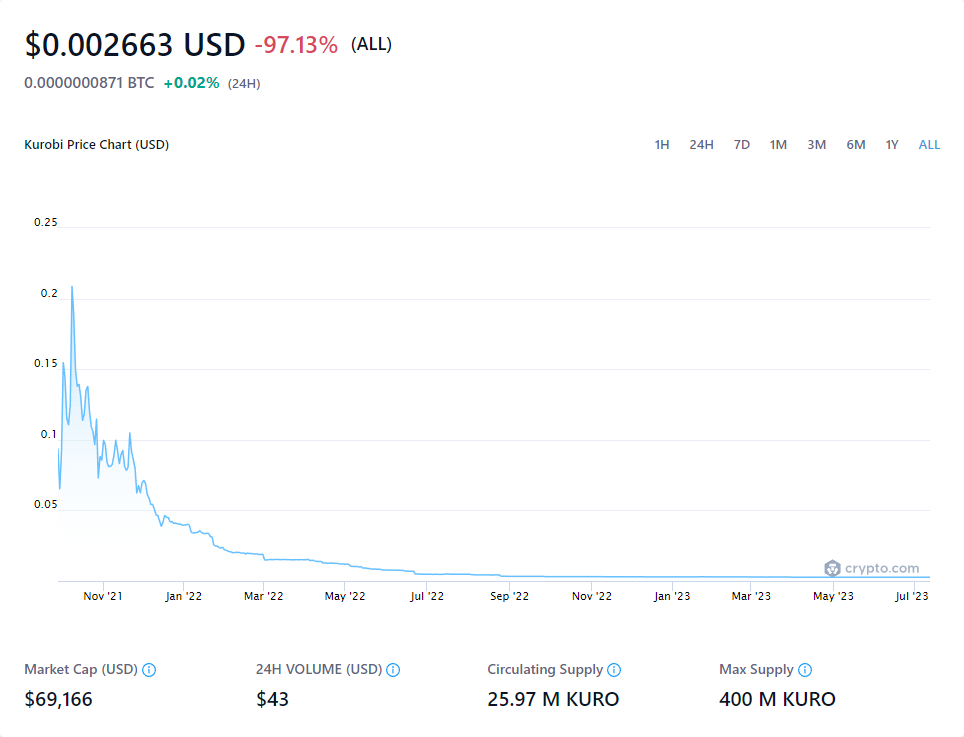 $0.002663 USD -97.13% (ALL)
0.0000000871 BTC +0.02% (24H)
Kurobi Price Chart (USD) 1H 24H 7D 1M 3M 6M 1Y ALL
0.25
0.2
0.15
0.1
0.05
crypto.com
Nov '21 Jan '22 Mar '22 May '22 Jul '22 Sep '22 Nov '22 Jan '23 Mar '23 May '23 Jul '23
Market Cap (USD) 24H VOLUME (USD) Circulating Supply Max Supply
$69,166 $43 25.97 M KURO 400 M KURO